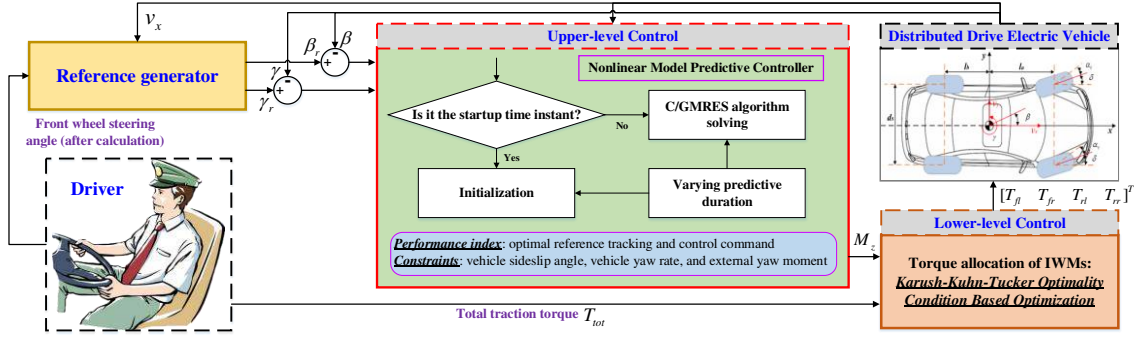 v_x
β_r
β
γ
γ_r
Reference generator
Front wheel steering
angle (after calculation)
Driver
Upper-level Control
Nonlinear Model Predictive Controller
Is it the startup time instant?
No
Yes
C/GMRES algorithm
solving
Initialization
Varying predictive
duration
Performance index: optimal reference tracking and control command
Constraints: vehicle sideslip angle, vehicle yaw rate, and external yaw moment
M_z
Total traction torque T_tot
Distributed Drive Electric Vehicle
y
x
β
δ
δ
[T_fl T_fr T_rl T_rr]^T
Lower-level Control
Torque allocation of IWMs:
Karush-Kuhn-Tucker Optimality
Condition Based Optimization